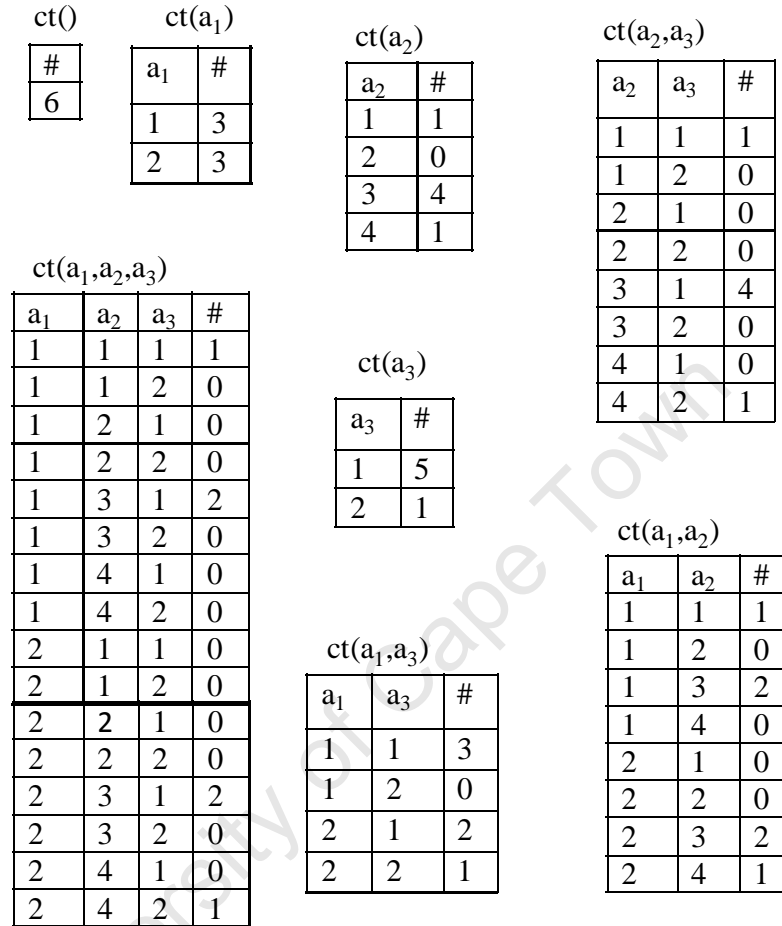 ct()
#
6
ct(a₁)
a₁ #
1 3
2 3
ct(a₂)
a₂ #
1 1
2 0
3 4
4 1
ct(a₂,a₃)
a₂ a₃ #
1 1 1
1 2 0
2 1 0
2 2 0
3 1 4
3 2 0
4 1 0
4 2 1
ct(a₁,a₂,a₃)
a₁ a₂ a₃ #
1 1 1 1
1 1 2 0
1 2 1 0
1 2 2 0
1 3 1 2
1 3 2 0
1 4 1 0
1 4 2 0
2 1 1 0
2 1 2 0
2 2 1 0
2 2 2 0
2 3 1 2
2 3 2 0
2 4 1 0
2 4 2 1
ct(a₃)
a₃ #
1 5
2 1
ct(a₁,a₃)
a₁ a₃ #
1 1 3
1 2 0
2 1 2
2 2 1
ct(a₁,a₂)
a₁ a₂ #
1 1 1
1 2 0
1 3 2
1 4 0
2 1 0
2 2 0
2 3 2
2 4 1
ersity of Cape Town